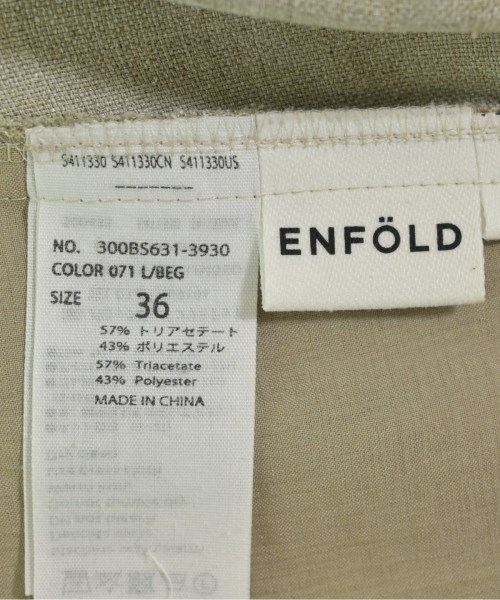 S411330 S411330CN S411330US
-------
NO. 300BS631-3930
COLOR 071 L/BEG
SIZE 36
57% トリアセテート
43% ポリエステル
57% Triacetate
43% Polyester
MADE IN CHINA
ENFÖLD